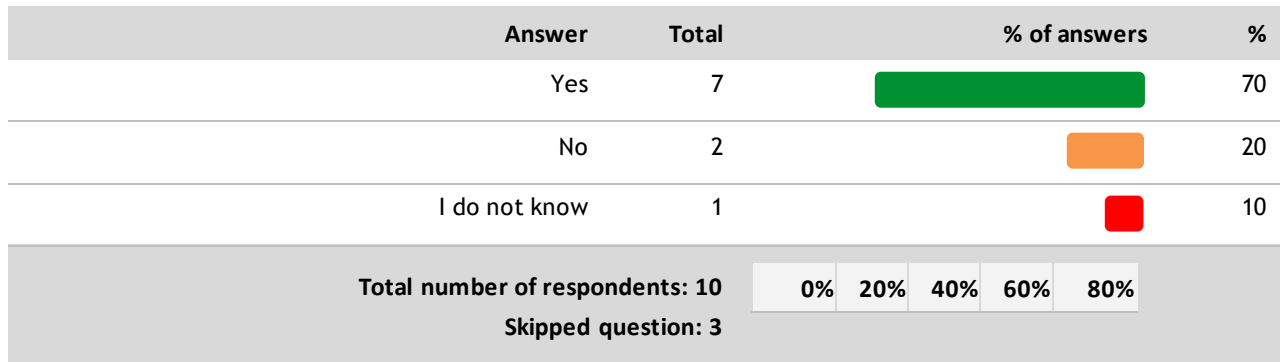 Answer Total % of answers %
Yes 7 70
No 2 20
I do not know 1 10
Total number of respondents: 10 0% 20% 40% 60% 80%
Skipped question: 3